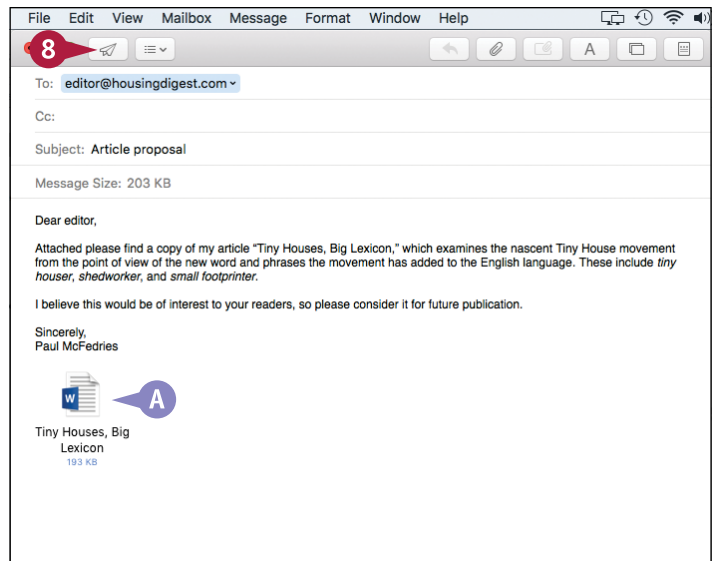 File Edit View Mailbox Message Format Window Help
8
A
To: editor@housingdigest.com
Cc:
Subject: Article proposal
Message Size: 203 KB
Dear editor,
Attached please find a copy of my article “Tiny Houses, Big Lexicon,” which examines the nascent Tiny House movement
from the point of view of the new word and phrases the movement has added to the English language. These include tiny
houser, shedworker, and small footprinter.
I believe this would be of interest to your readers, so please consider it for future publication.
Sincerely,
Paul McFedries
W
A
Tiny Houses, Big
Lexicon
193 KB